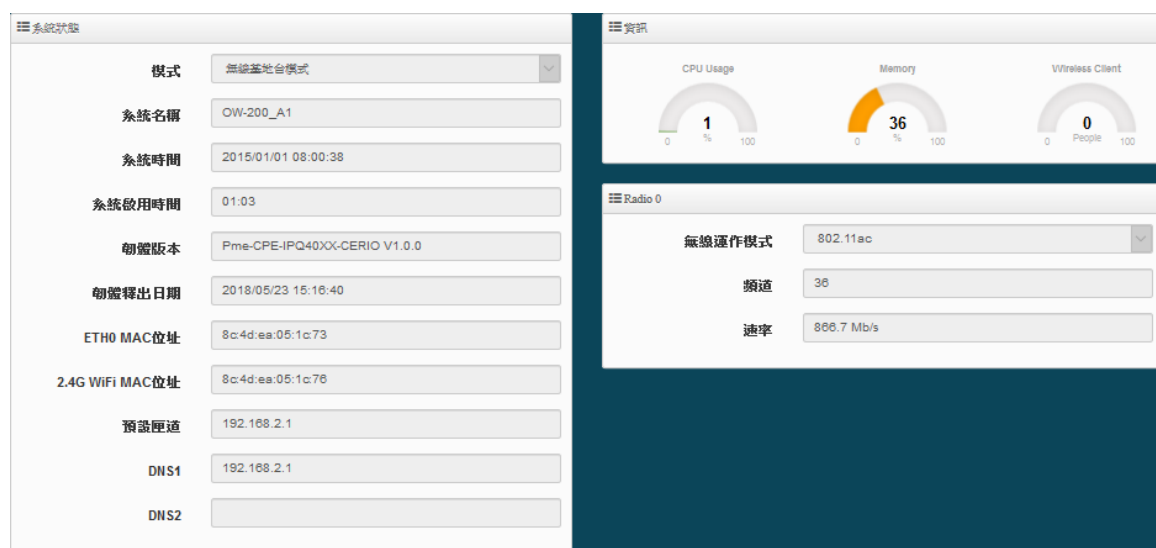 系統狀態
模式
無線基地台模式
系統名稱
OW-200_A1
系統時間
2015/01/01 08:00:38
系統啟用時間
01:03
韌體版本
Pme-CPE-IPQ40XX-CERIO V1.0.0
韌體釋出日期
2018/05/23 15:16:40
ETH0 MAC位址
8c:4d:ea:05:1c:73
2.4G WiFi MAC位址
8c:4d:ea:05:1c:76
預設匣道
192.168.2.1
DNS1
192.168.2.1
DNS2
資訊
CPU Usage
1
%
0 100
Memory
36
%
0 100
Wireless Client
0
People
0 100
Radio 0
無線運作模式
802.11ac
頻道
36
速率
866.7 Mb/s